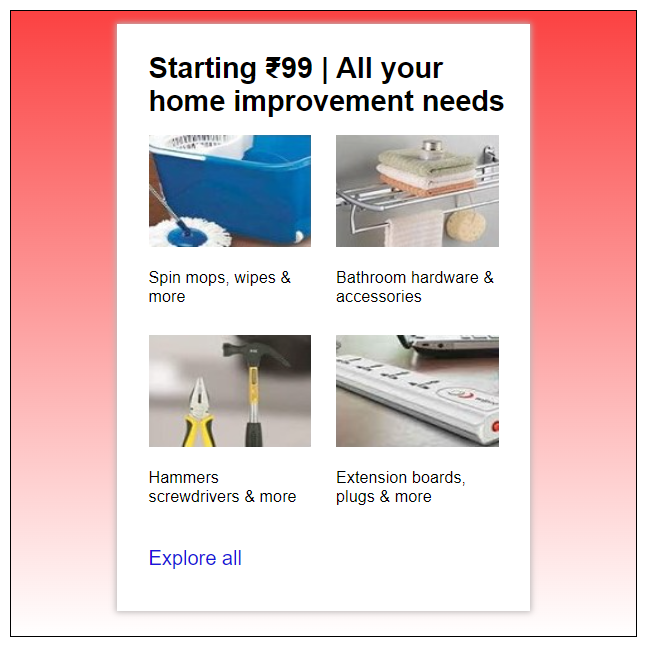 Starting ₹99 | All your
home improvement needs
Spin mops, wipes &
more
Bathroom hardware &
accessories
Hammers
screwdrivers & more
Extension boards,
plugs & more
Explore all